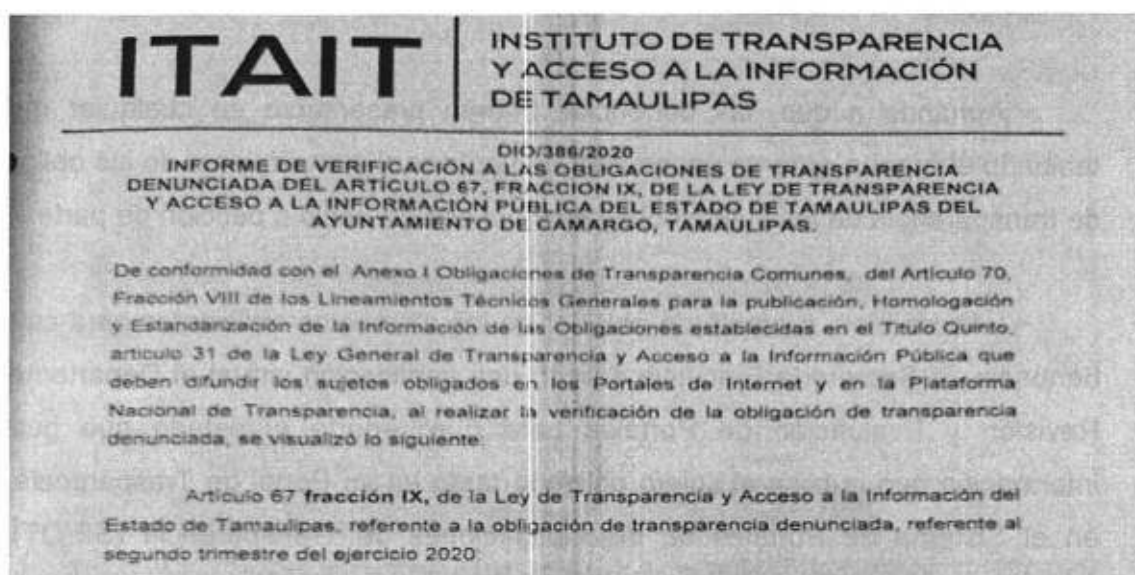 ITAIT
INSTITUTO DE TRANSPARENCIA
Y ACCESO A LA INFORMACIÓN
DE TAMAULIPAS
DIO/386/2020
INFORME DE VERIFICACIÓN A LAS OBLIGACIONES DE TRANSPARENCIA
DENUNCIADA DEL ARTÍCULO 67, FRACCIÓN IX, DE LA LEY DE TRANSPARENCIA
Y ACCESO A LA INFORMACIÓN PÚBLICA DEL ESTADO DE TAMAULIPAS DEL
AYUNTAMIENTO DE CAMARGO, TAMAULIPAS.
De conformidad con el Anexo I Obligaciones de Transparencia Comunes, del Artículo 70,
Fracción VIII de los Lineamientos Técnicos Generales para la publicación, Homologación
y Estandarización de la Información de las Obligaciones establecidas en el Titulo Quinto,
articulo 31 de la Ley General de Transparencia y Acceso a la Información Pública que
deben difundir los sujetos obligados en los Portales de Internet y en la Plataforma
Nacional de Transparencia, al realizar la verificación de la obligación de transparencia
denunciada, se visualizó lo siguiente:
Artículo 67 fracción IX, de la Ley de Transparencia y Acceso a la Información del
Estado de Tamaulipas, referente a la obligación de transparencia denunciada, referente al
segundo trimestre del ejercicio 2020: